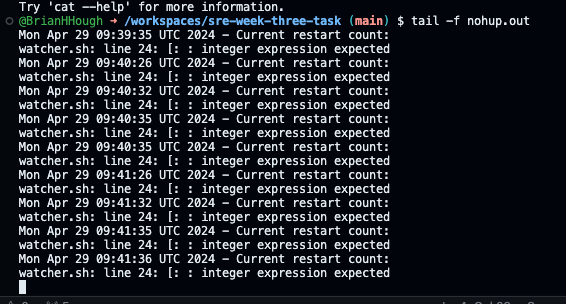 Try 'cat --help' for more information.
@BrianHHough ➜ /workspaces/sre-week-three-task (main) $ tail -f nohup.out
Mon Apr 29 09:39:35 UTC 2024 - Current restart count:
watcher.sh: line 24: [: : integer expression expected
Mon Apr 29 09:40:26 UTC 2024 - Current restart count:
watcher.sh: line 24: [: : integer expression expected
Mon Apr 29 09:40:32 UTC 2024 - Current restart count:
watcher.sh: line 24: [: : integer expression expected
Mon Apr 29 09:40:35 UTC 2024 - Current restart count:
watcher.sh: line 24: [: : integer expression expected
Mon Apr 29 09:40:35 UTC 2024 - Current restart count:
watcher.sh: line 24: [: : integer expression expected
Mon Apr 29 09:41:26 UTC 2024 - Current restart count:
watcher.sh: line 24: [: : integer expression expected
Mon Apr 29 09:41:32 UTC 2024 - Current restart count:
watcher.sh: line 24: [: : integer expression expected
Mon Apr 29 09:41:35 UTC 2024 - Current restart count:
watcher.sh: line 24: [: : integer expression expected
Mon Apr 29 09:41:36 UTC 2024 - Current restart count:
watcher.sh: line 24: [: : integer expression expected